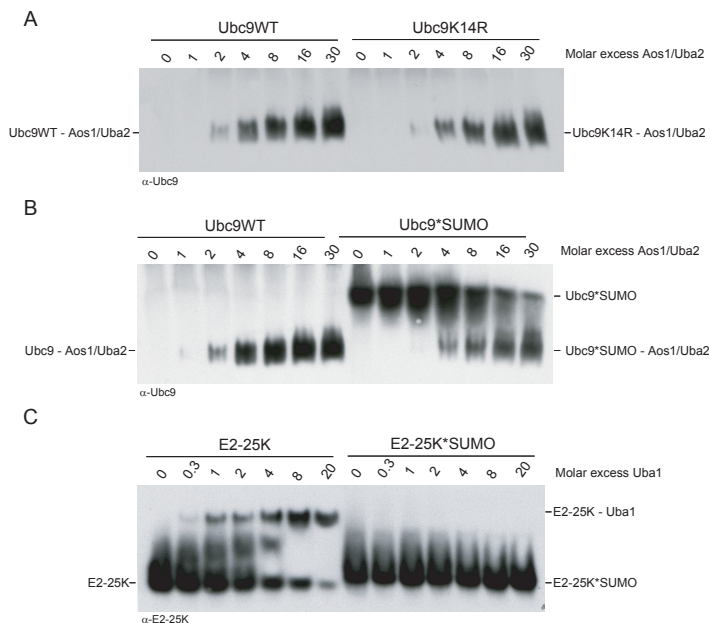 A
Ubc9WT Ubc9K14R
0 1 2 4 8 16 30 0 1 2 4 8 16 30 Molar excess Aos1/Uba2
Ubc9WT - Aos1/Uba2 Ubc9K14R - Aos1/Uba2
α-Ubc9
B
Ubc9WT Ubc9*SUMO
0 1 2 4 8 16 30 0 1 2 4 8 16 30 Molar excess Aos1/Uba2
Ubc9*SUMO
Ubc9 - Aos1/Uba2 Ubc9*SUMO - Aos1/Uba2
α-Ubc9
C
E2-25K E2-25K*SUMO
0 0.3 1 2 4 8 20 0 0.3 1 2 4 8 20 Molar excess Uba1
E2-25K - Uba1
E2-25K E2-25K*SUMO
α-E2-25K